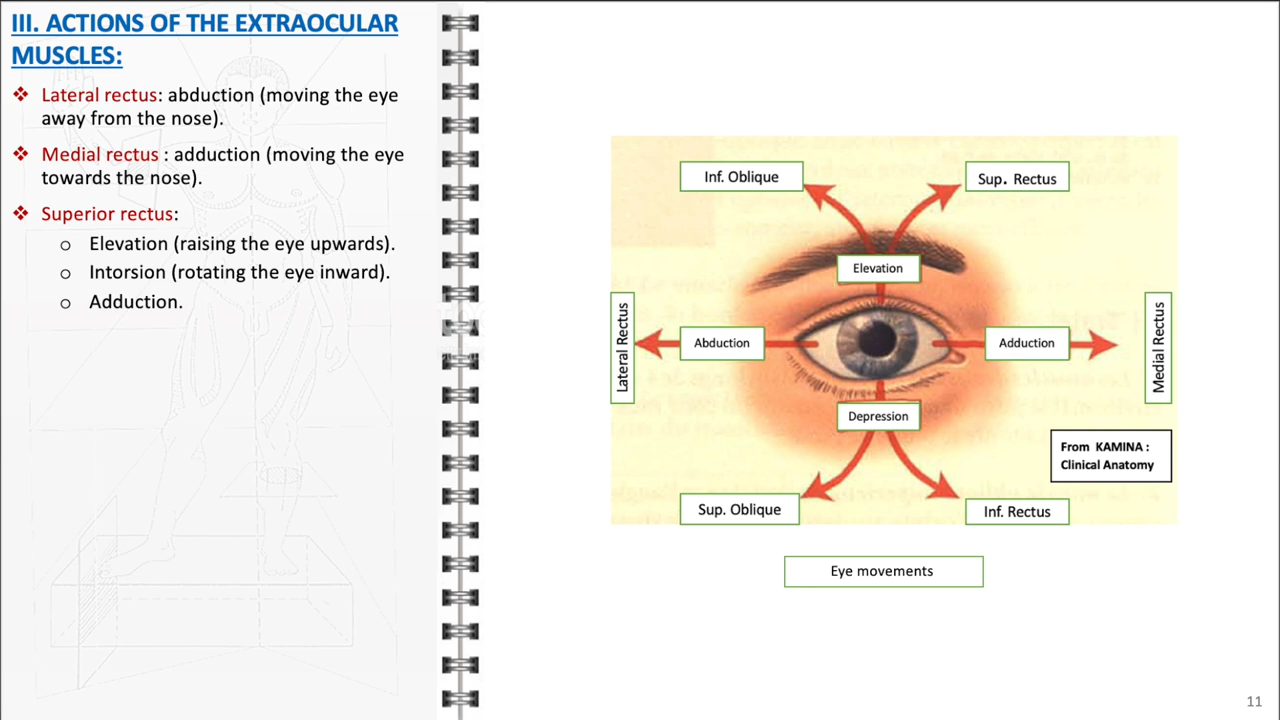 III. ACTIONS OF THE EXTRAOCULAR
MUSCLES:
❖ Lateral rectus: abduction (moving the eye
away from the nose).
❖ Medial rectus : adduction (moving the eye
towards the nose).
❖ Superior rectus:
o Elevation (raising the eye upwards).
o Intorsion (rotating the eye inward).
o Adduction.
Inf. Oblique
Sup. Rectus
Elevation
Lateral Rectus
Abduction
Adduction
Medial Rectus
Depression
From KAMINA :
Clinical Anatomy
Sup. Oblique
Inf. Rectus
Eye movements
11